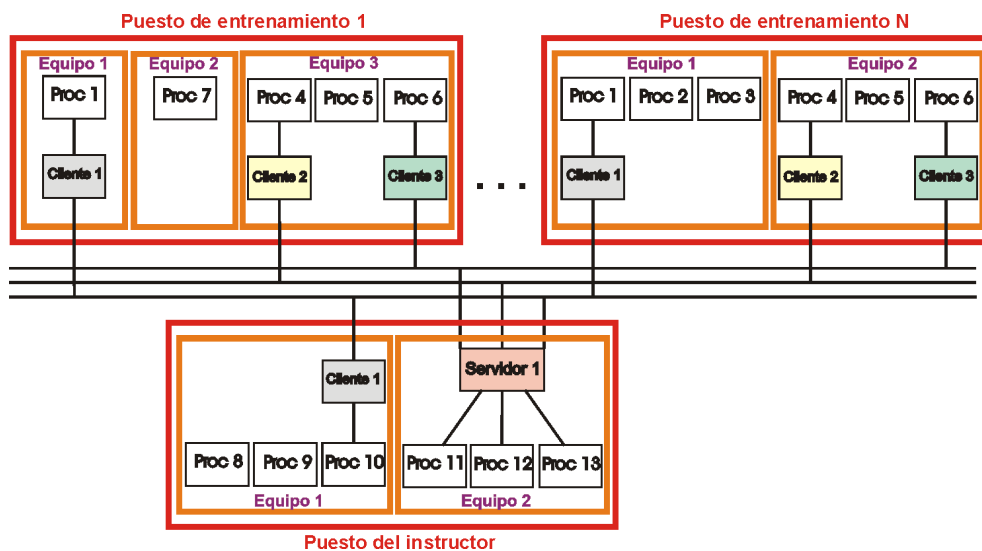 Puesto de entrenamiento 1
Puesto de entrenamiento N
Equipo 1
Equipo 2
Equipo 3
Equipo 1
Equipo 2
Proc 1
Proc 7
Proc 4
Proc 5
Proc 6
Proc 1
Proc 2
Proc 3
Proc 4
Proc 5
Proc 6
Cliente 1
Cliente 2
Cliente 3
. . .
Cliente 1
Cliente 2
Cliente 3
Cliente 1
Servidor 1
Proc 8
Proc 9
Proc 10
Proc 11
Proc 12
Proc 13
Equipo 1
Equipo 2
Puesto del instructor